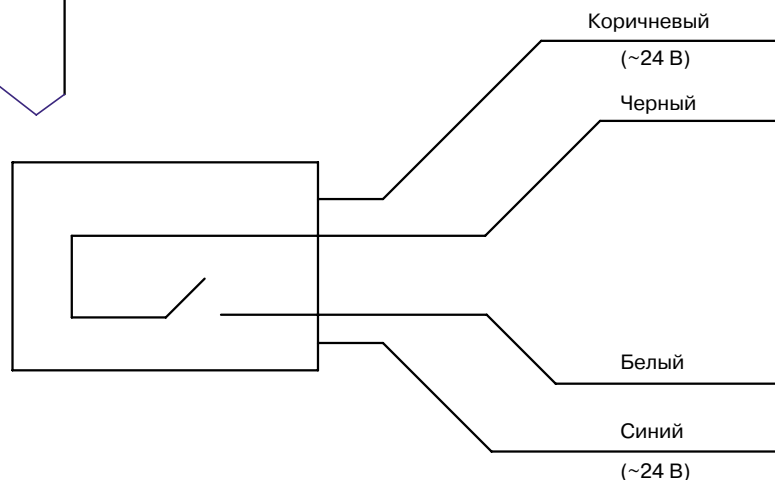 Коричневый
(~24 В)
Черный
Белый
Синий
(~24 В)